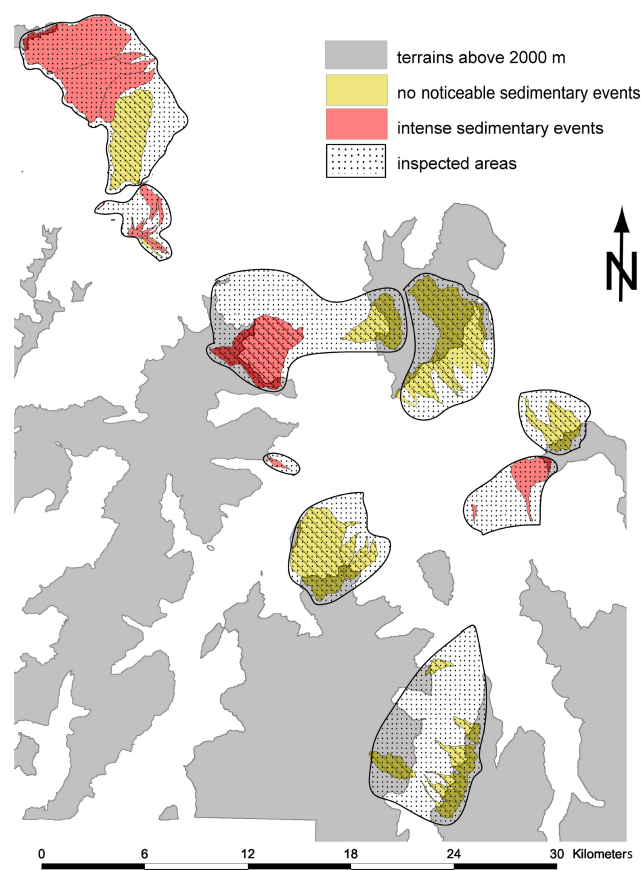 terrains above 2000 m
no noticeable sedimentary events
intense sedimentary events
inspected areas
N
0 6 12 18 24 30 Kilometers